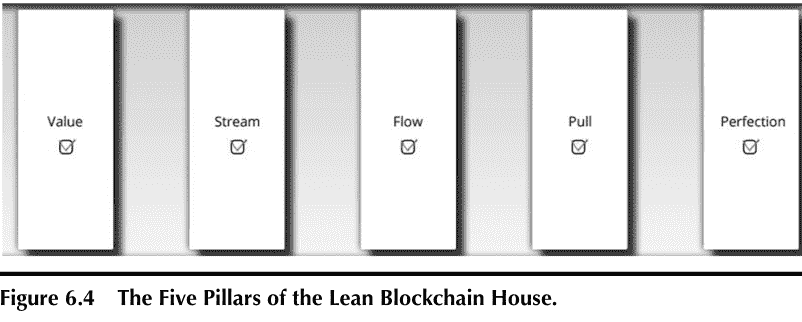 Value Stream Flow Pull Perfection
Figure 6.4 The Five Pillars of the Lean Blockchain House.